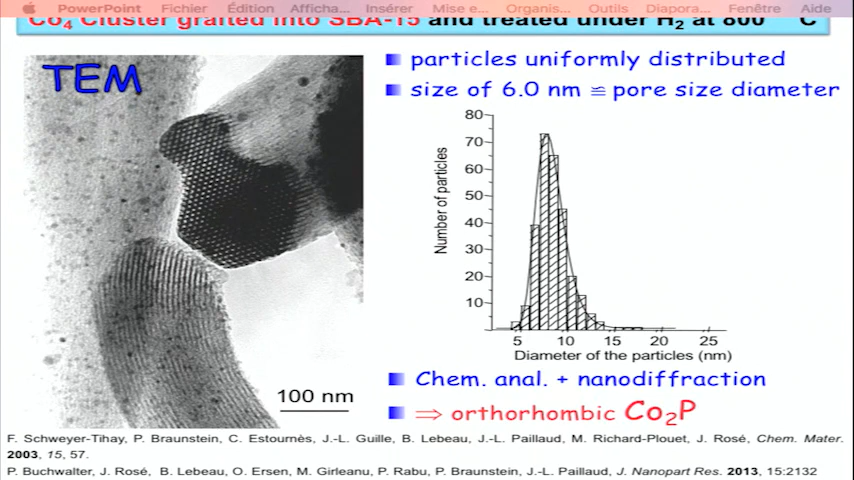 PowerPoint Fichier Édition Afficha... Insérer Mise e... Organis... Outils Diapora... Fenêtre Aide
Co4 Cluster grafted into SBA-15 and treated under H2 at 800 C
TEM
particles uniformly distributed
size of 6.0 nm ≌ pore size diameter
80
70
60
50
40
30
20
10
Number of particles
5 10 15 20 25
Diameter of the particles (nm)
100 nm
Chem. anal. + nanodiffraction
⇒ orthorhombic Co2P
F. Schweyer-Tihay, P. Braunstein, C. Estournès, J.-L. Guille, B. Lebeau, J.-L. Paillaud, M. Richard-Plouet, J. Rosé, Chem. Mater.
2003, 15, 57.
P. Buchwalter, J. Rosé, B. Lebeau, O. Ersen, M. Girleanu, P. Rabu, P. Braunstein, J.-L. Paillaud, J. Nanopart Res. 2013, 15:2132